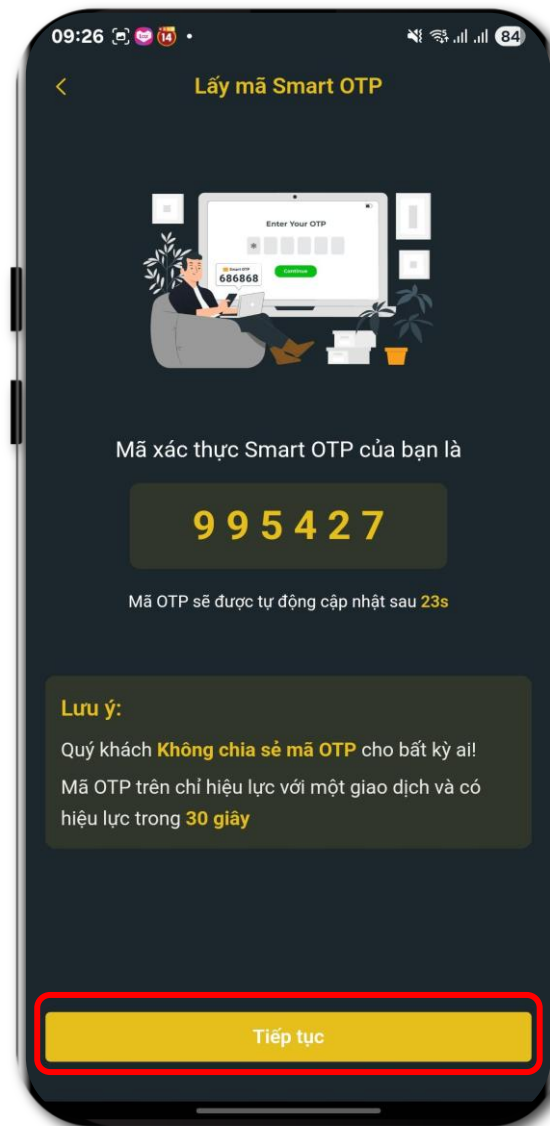 09:26 14 • 84
Lấy mã Smart OTP
Enter Your OTP
Smart OTP
686868
Continue
Mã xác thực Smart OTP của bạn là
995427
Mã OTP sẽ được tự động cập nhật sau 23s
Lưu ý:
Quý khách Không chia sẻ mã OTP cho bất kỳ ai!
Mã OTP trên chỉ hiệu lực với một giao dịch và có
hiệu lực trong 30 giây
Tiếp tục